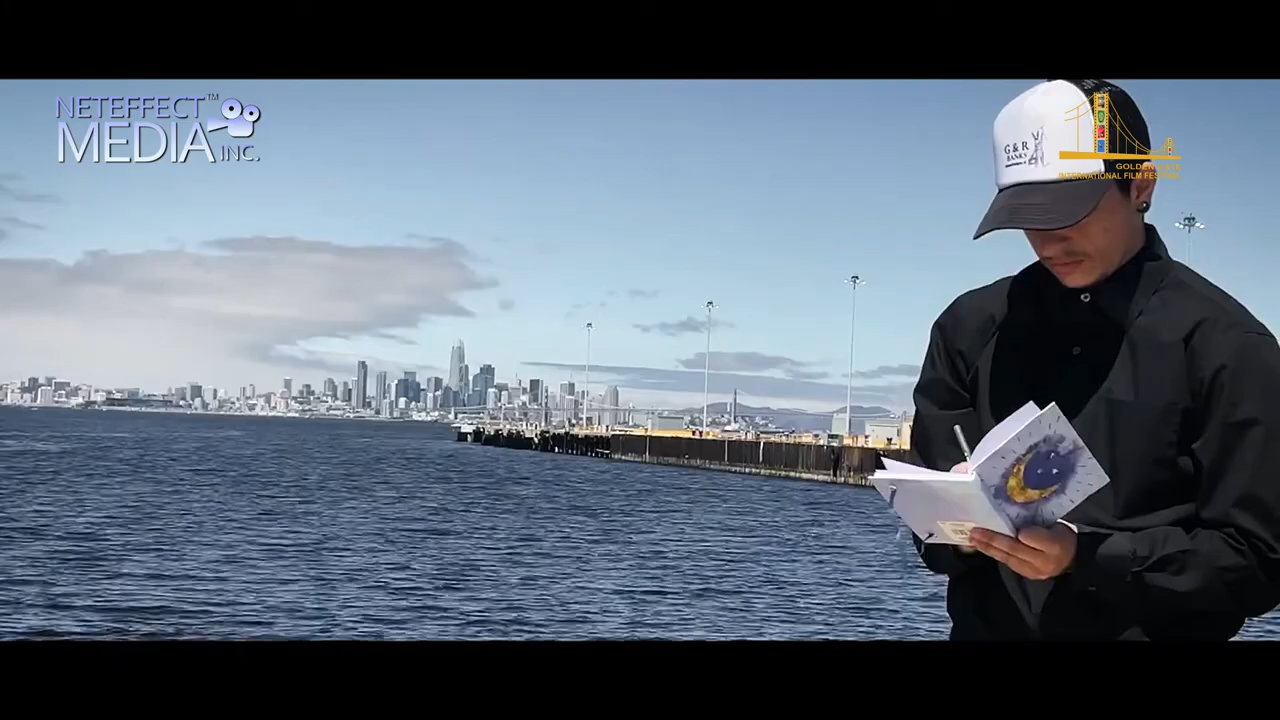 NETEFFECT™
MEDIA
INC.
G&R
BANKS
GOLDEN GATE
INTERNATIONAL FILM FESTIVAL